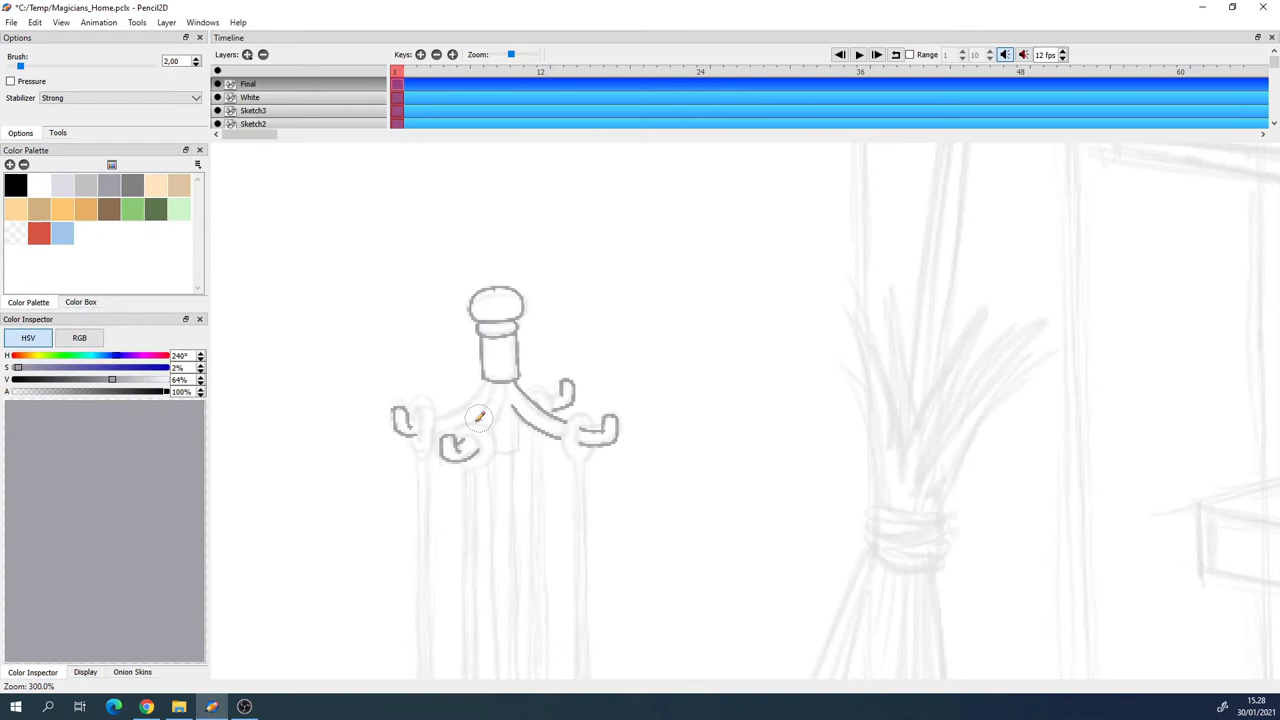 *C:/Temp/Magicians_Home.pclx - Pencil2D
File Edit View Animation Tools Layer Windows Help
Options
Timeline
Brush:
2,00
Layers:
Keys:
Zoom:
Range
1
10
12 fps
Pressure
Stabilizer
Strong
1
12
24
36
48
60
Final
White
Sketch3
Sketch2
Options
Tools
Color Palette
Color Palette
Color Box
Color Inspector
HSV
RGB
H
240°
S
2%
V
64%
A
100%
Color Inspector
Display
Onion Skins
Zoom: 300.0%
15.28
30/01/2021